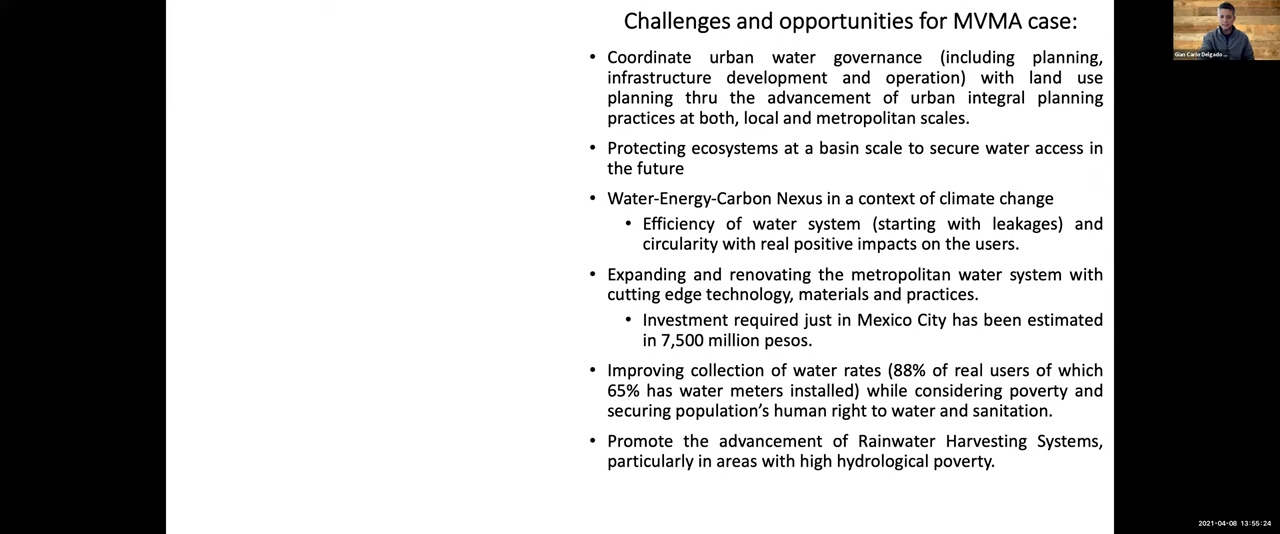 Challenges and opportunities for MVMA case:
• Coordinate urban water governance (including planning,
infrastructure development and operation) with land use
planning thru the advancement of urban integral planning
practices at both, local and metropolitan scales.
• Protecting ecosystems at a basin scale to secure water access in
the future
• Water-Energy-Carbon Nexus in a context of climate change
• Efficiency of water system (starting with leakages) and
circularity with real positive impacts on the users.
• Expanding and renovating the metropolitan water system with
cutting edge technology, materials and practices.
• Investment required just in Mexico City has been estimated
in 7,500 million pesos.
• Improving collection of water rates (88% of real users of which
65% has water meters installed) while considering poverty and
securing population’s human right to water and sanitation.
• Promote the advancement of Rainwater Harvesting Systems,
particularly in areas with high hydrological poverty.
Gian Carlo Delgado ...
2021-04-08 13:55:24